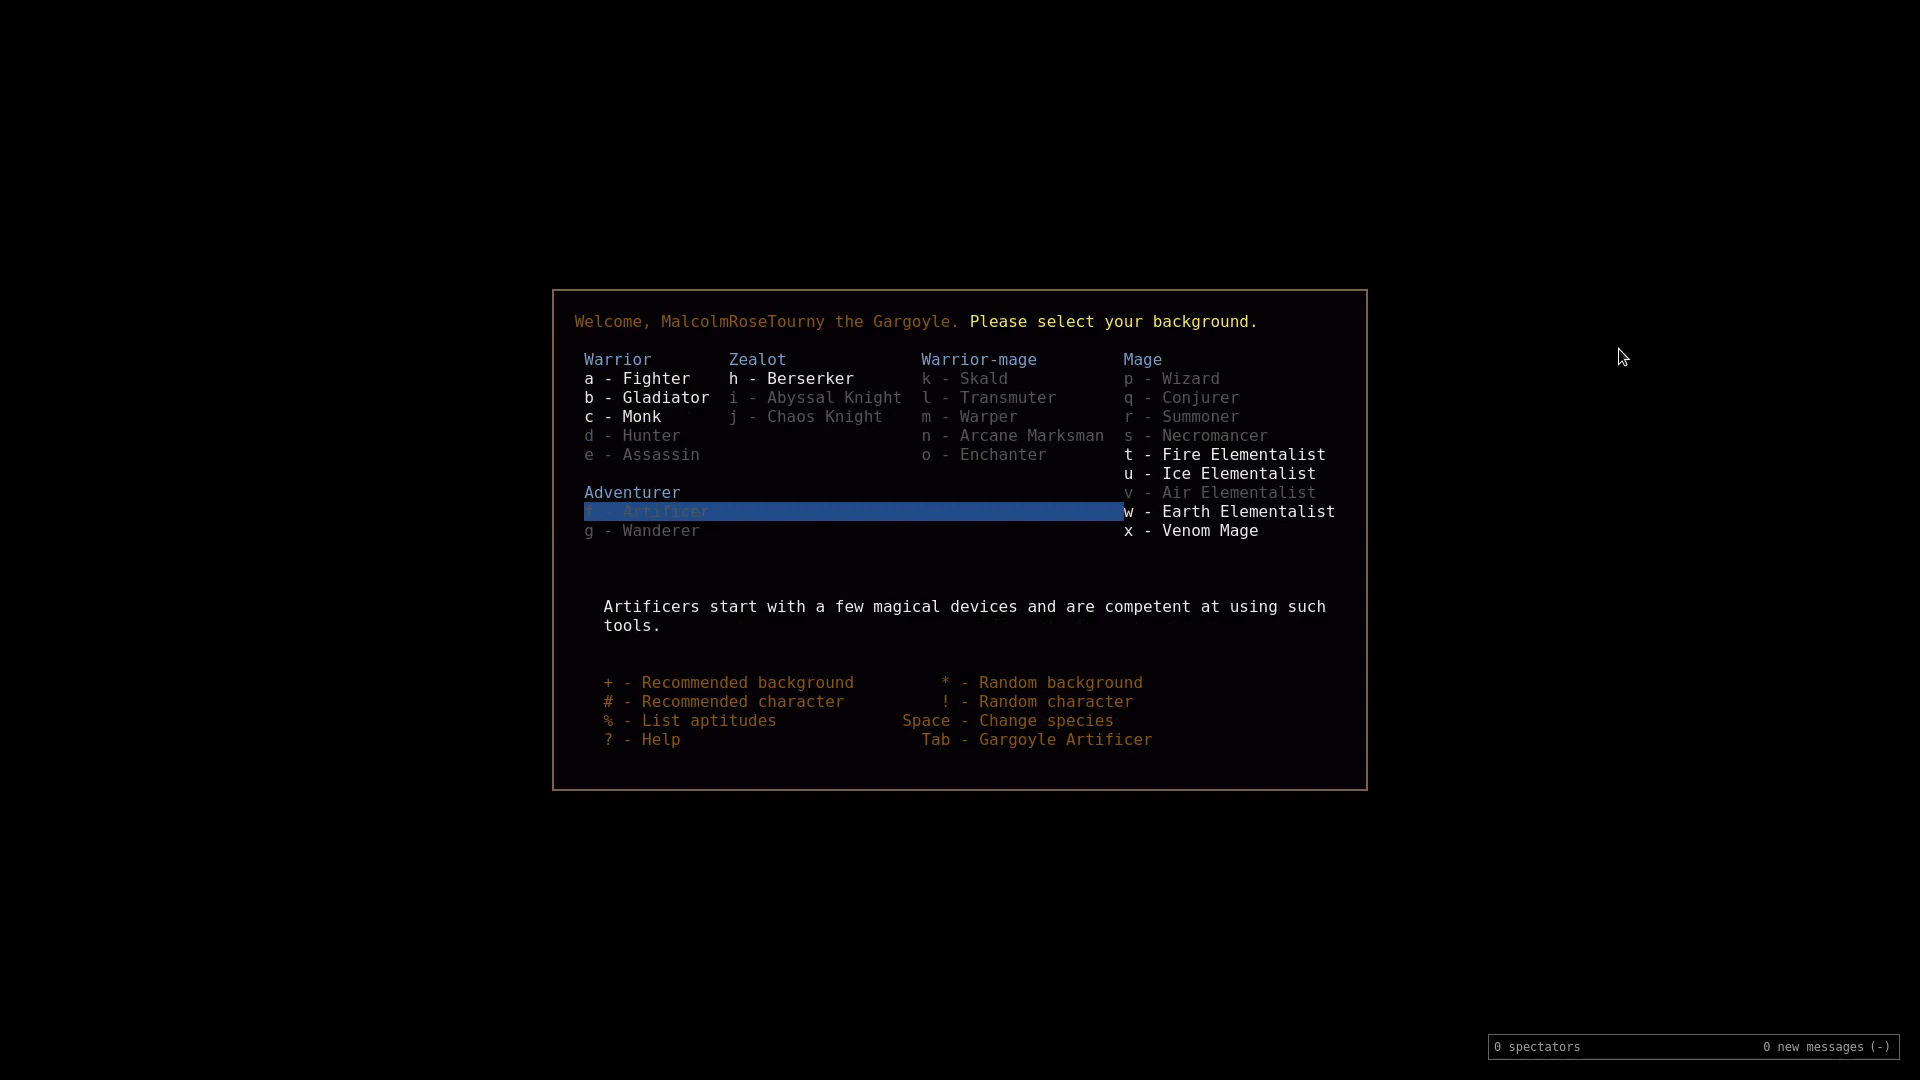 Welcome, MalcolmRoseTourny the Gargoyle. Please select your background.
Warrior Zealot Warrior-mage Mage
a - Fighter h - Berserker k - Skald p - Wizard
b - Gladiator i - Abyssal Knight l - Transmuter q - Conjurer
c - Monk j - Chaos Knight m - Warper r - Summoner
d - Hunter n - Arcane Marksman s - Necromancer
e - Assassin o - Enchanter t - Fire Elementalist
u - Ice Elementalist
Adventurer v - Air Elementalist
f - Artificer w - Earth Elementalist
g - Wanderer x - Venom Mage
Artificers start with a few magical devices and are competent at using such
tools.
+ - Recommended background * - Random background
# - Recommended character ! - Random character
% - List aptitudes Space - Change species
? - Help Tab - Gargoyle Artificer
0 spectators 0 new messages (-)